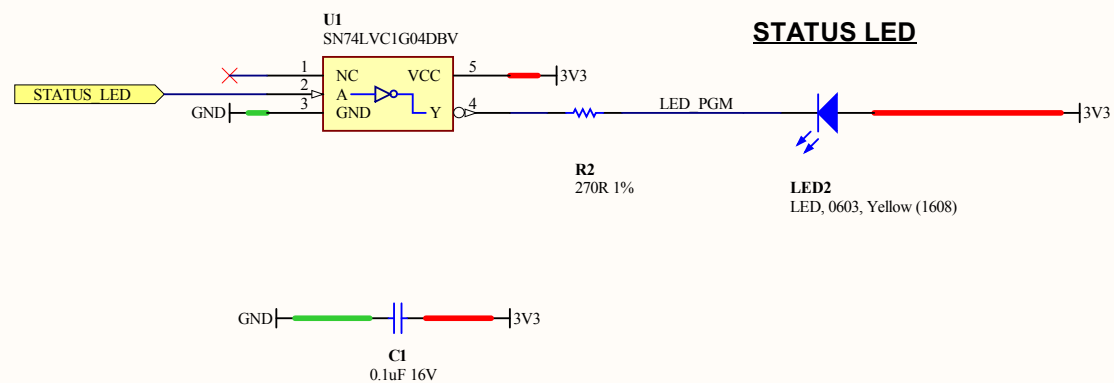 U1
SN74LVC1G04DBV
STATUS LED
1 NC VCC 5 3V3
STATUS_LED 2 A
GND 3 GND Y 4 LED_PGM 3V3
R2
270R 1%
LED2
LED, 0603, Yellow (1608)
GND 3V3
C1
0.1uF 16V